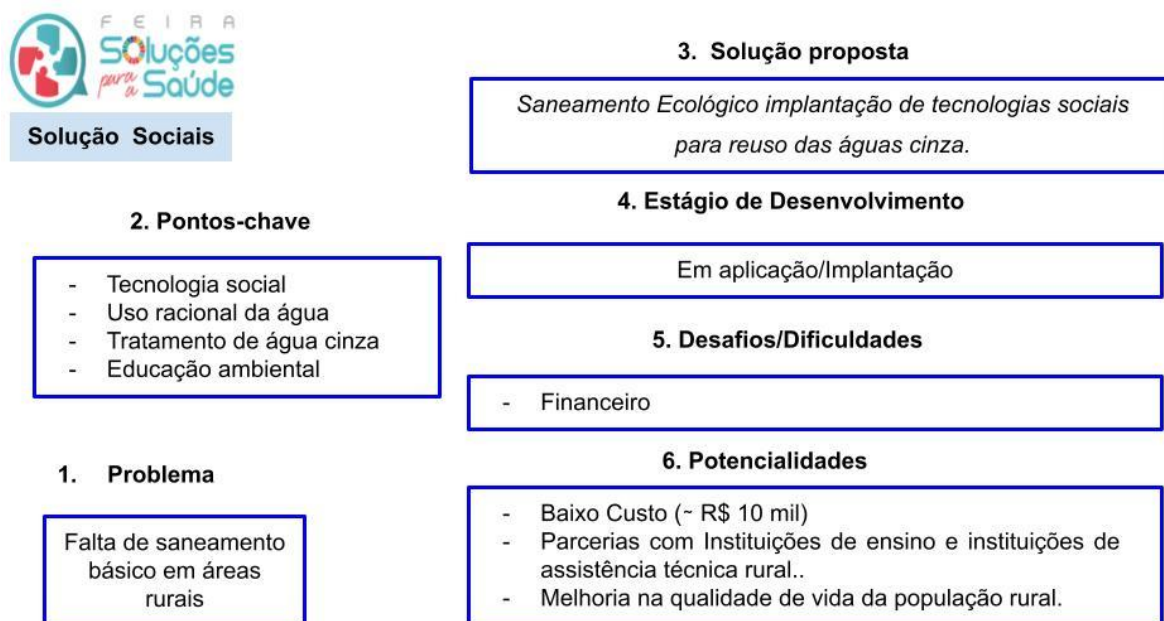 FEIRA
SOluções
para
a
Saúde
Solução Sociais
3. Solução proposta
Saneamento Ecológico implantação de tecnologias sociais
para reuso das águas cinza.
2. Pontos-chave
- Tecnologia social
- Uso racional da água
- Tratamento de água cinza
- Educação ambiental
4. Estágio de Desenvolvimento
Em aplicação/Implantação
5. Desafios/Dificuldades
- Financeiro
1. Problema
Falta de saneamento
básico em áreas
rurais
6. Potencialidades
- Baixo Custo (~ R$ 10 mil)
- Parcerias com Instituições de ensino e instituições de
assistência técnica rural..
- Melhoria na qualidade de vida da população rural.